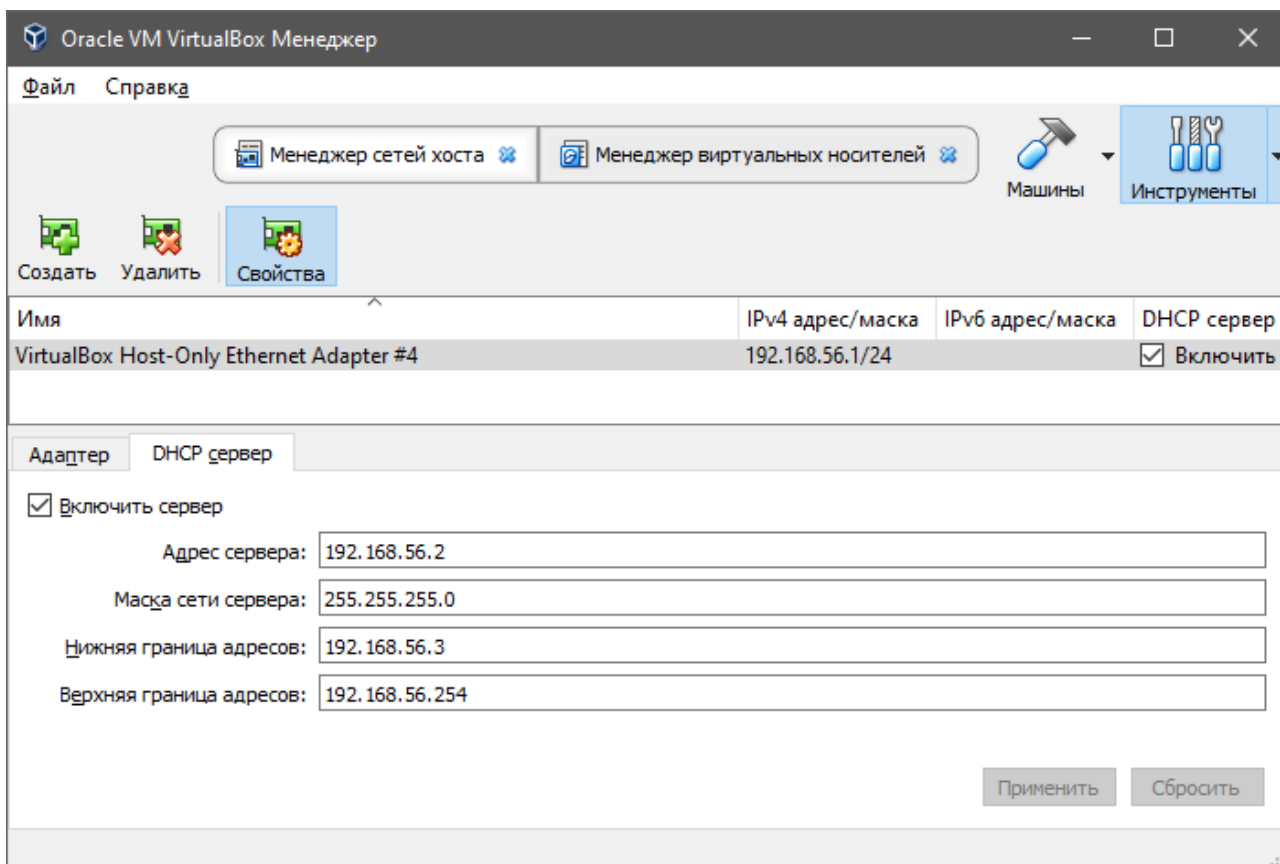 Oracle VM VirtualBox Менеджер
Файл Справка
Менеджер сетей хоста Менеджер виртуальных носителей
Машины Инструменты
Создать Удалить Свойства
Имя IPv4 адрес/маска IPv6 адрес/маска DHCP сервер
VirtualBox Host-Only Ethernet Adapter #4 192.168.56.1/24 Включить
Адаптер DHCP сервер
Включить сервер
Адрес сервера: 192.168.56.2
Маска сети сервера: 255.255.255.0
Нижняя граница адресов: 192.168.56.3
Верхняя граница адресов: 192.168.56.254
Применить Сбросить